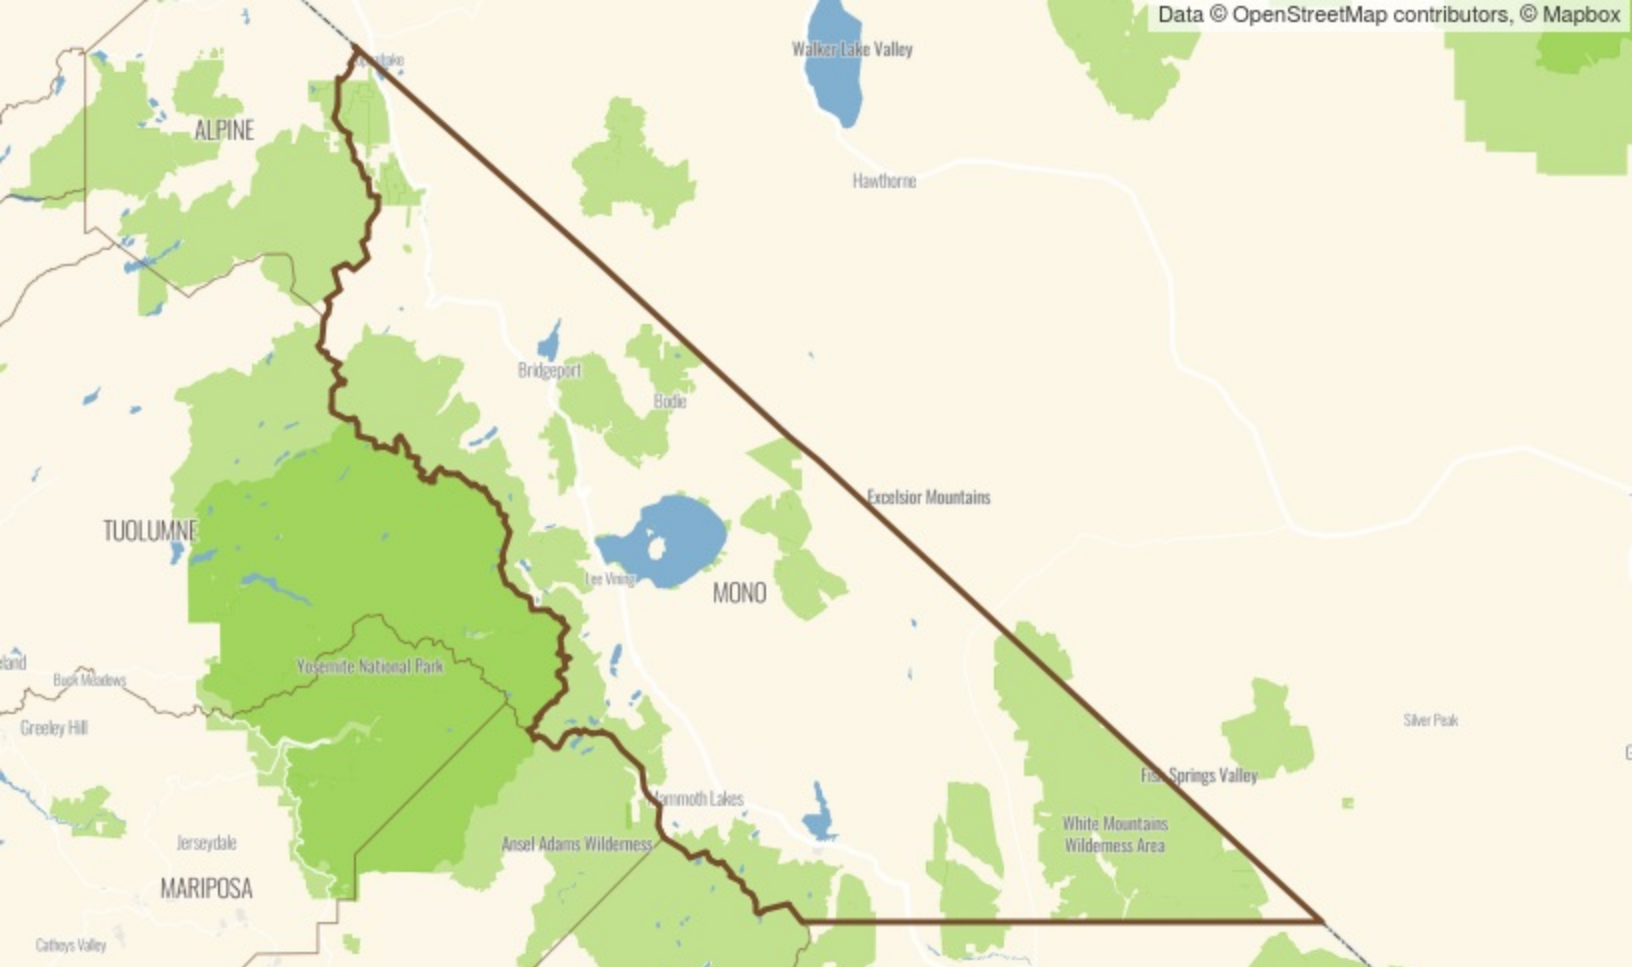 Data © OpenStreetMap contributors, © Mapbox
Walker Lake Valley
ALPINE
Hawthorne
Bridgeport
Bodie
Excelsior Mountains
TUOLUMNE
Lee Vining
MONO
Yosemite National Park
Buck Meadows
Greeley Hill
Silver Peak
Fish Springs Valley
Mammoth Lakes
White Mountains
Wilderness Area
Jerseydale
Ansel Adams Wilderness
MARIPOSA
Catheys Valley